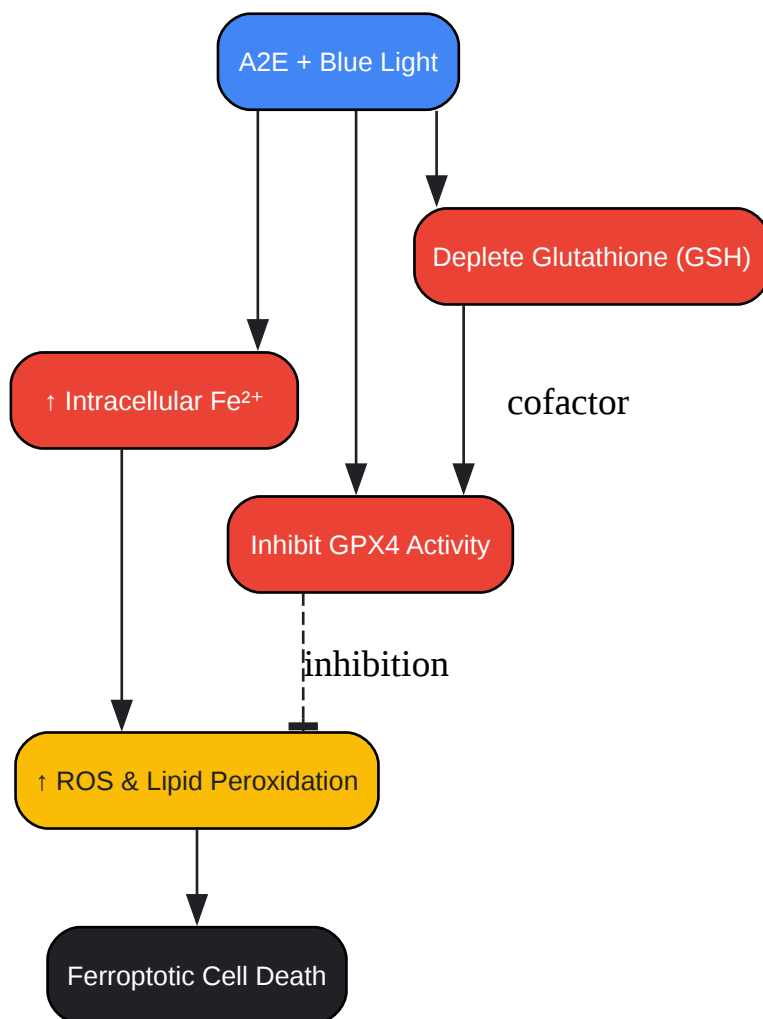 A2E + Blue Light
Deplete Glutathione (GSH)
↑ Intracellular Fe²⁺
cofactor
Inhibit GPX4 Activity
inhibition
↑ ROS & Lipid Peroxidation
Ferroptotic Cell Death